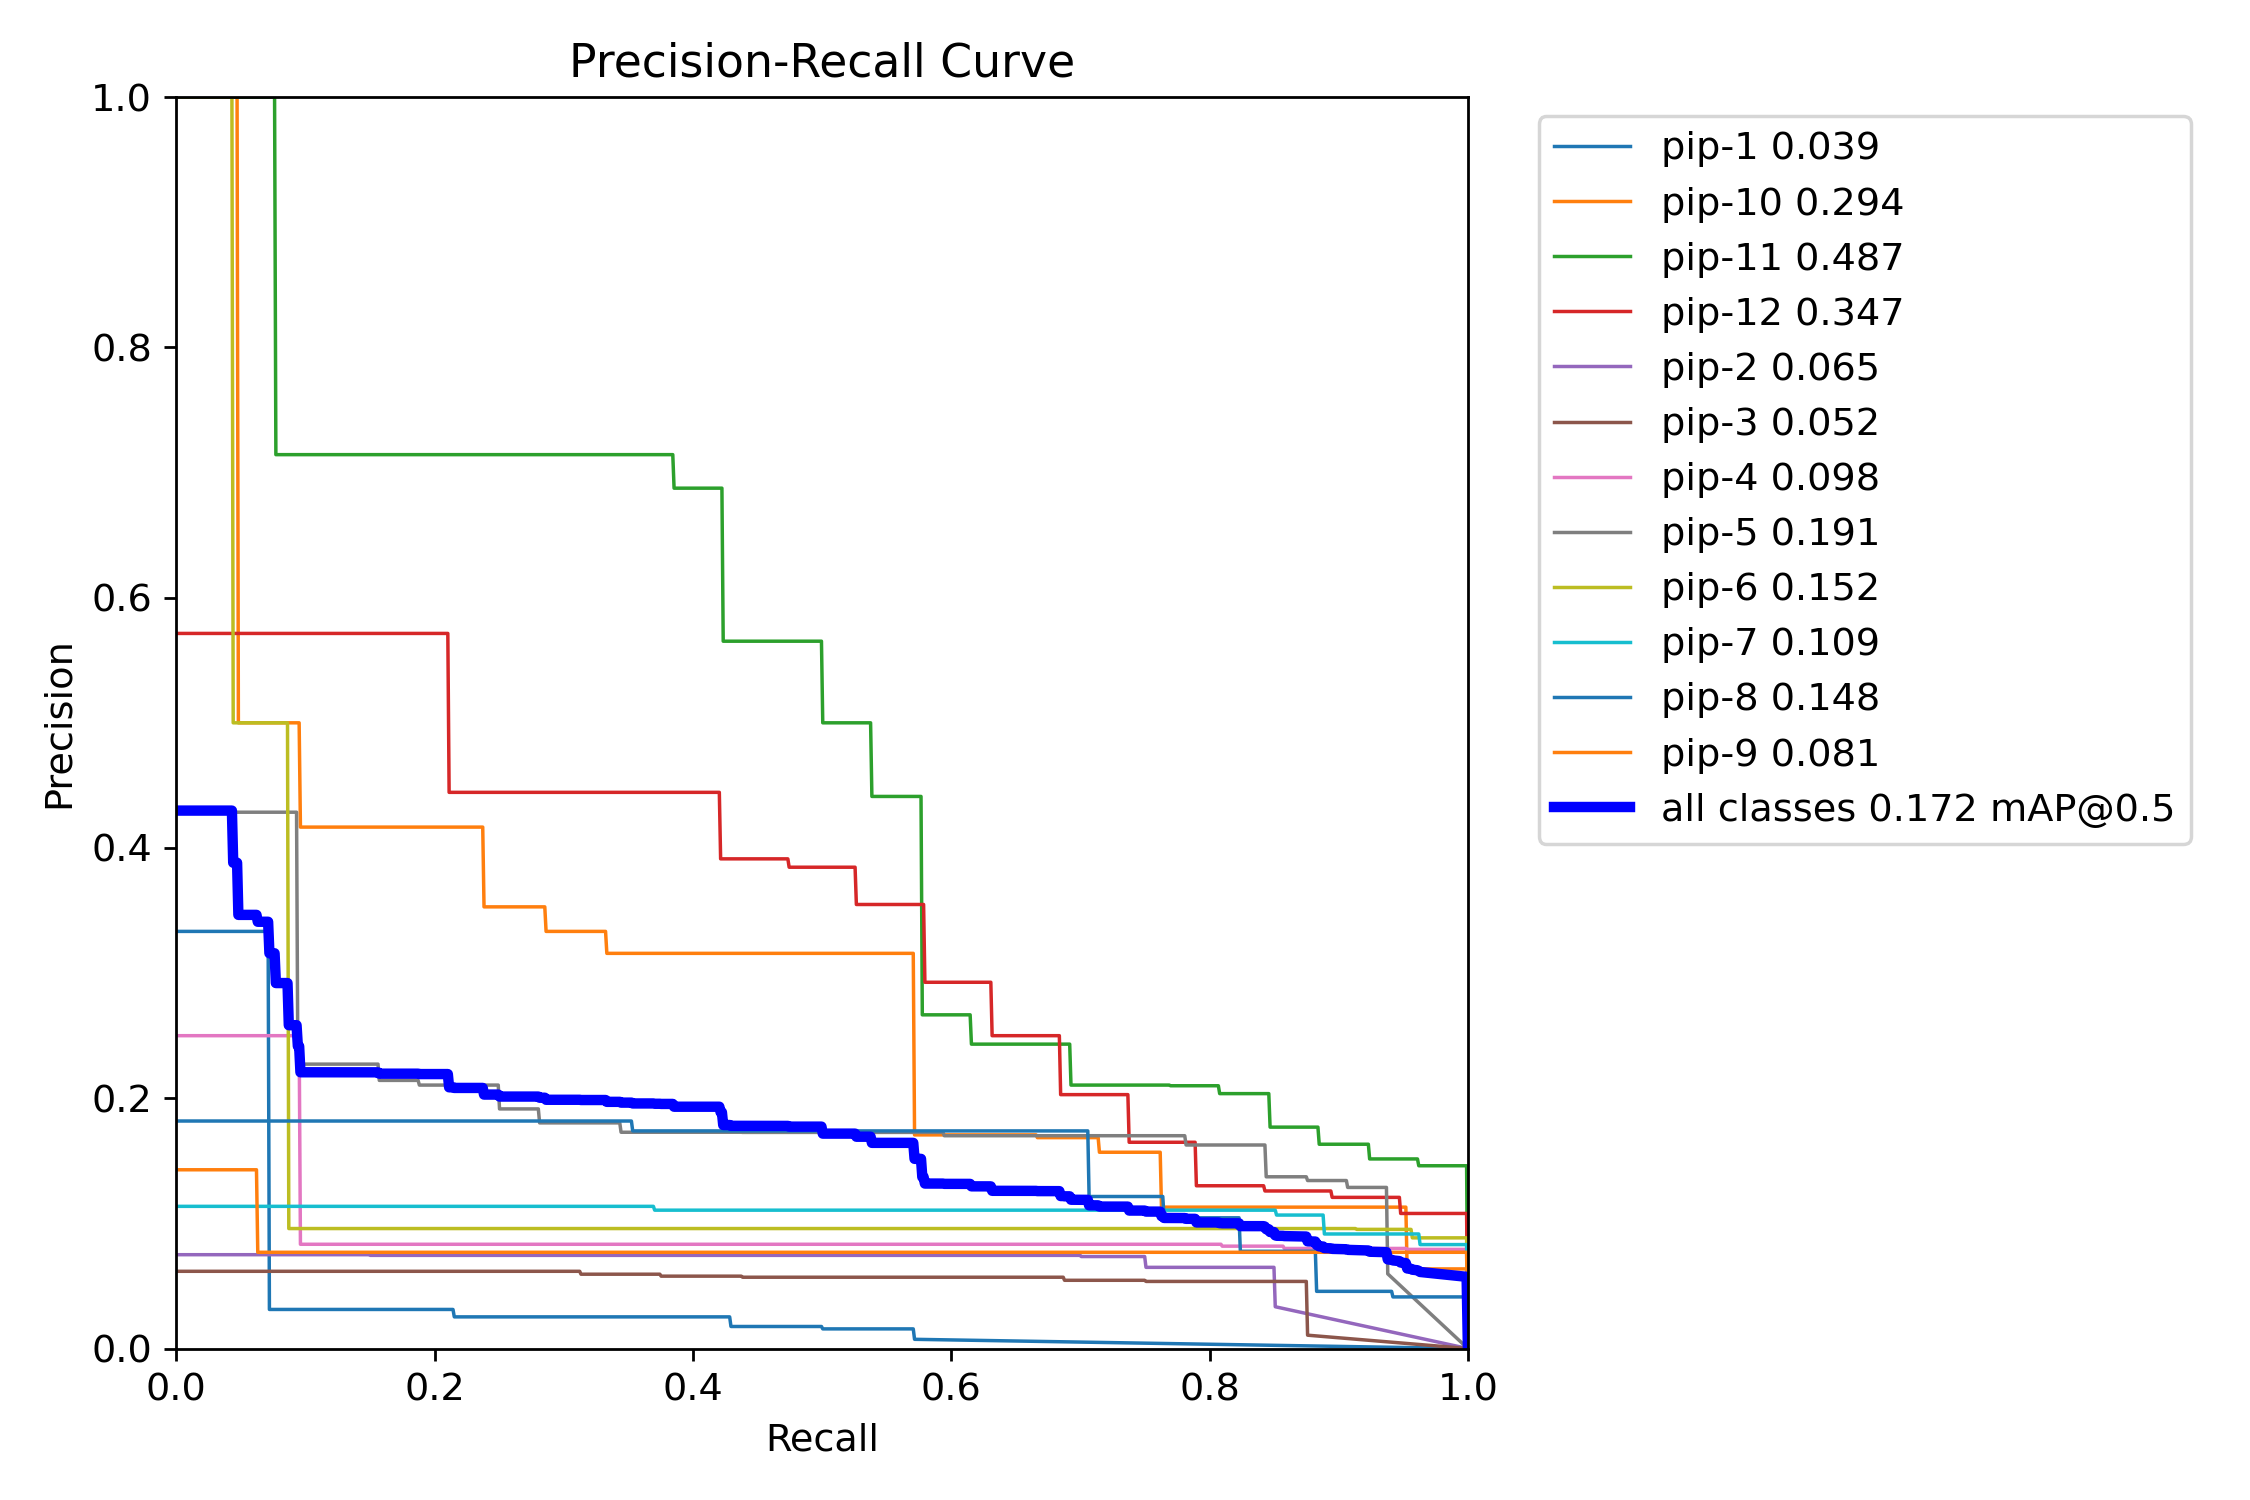 Precision-Recall Curve
1.0
0.8
0.6
0.4
0.2
0.0
Precision
0.0 0.2 0.4 0.6 0.8 1.0
Recall
pip-1 0.039
pip-10 0.294
pip-11 0.487
pip-12 0.347
pip-2 0.065
pip-3 0.052
pip-4 0.098
pip-5 0.191
pip-6 0.152
pip-7 0.109
pip-8 0.148
pip-9 0.081
all classes 0.172 mAP@0.5